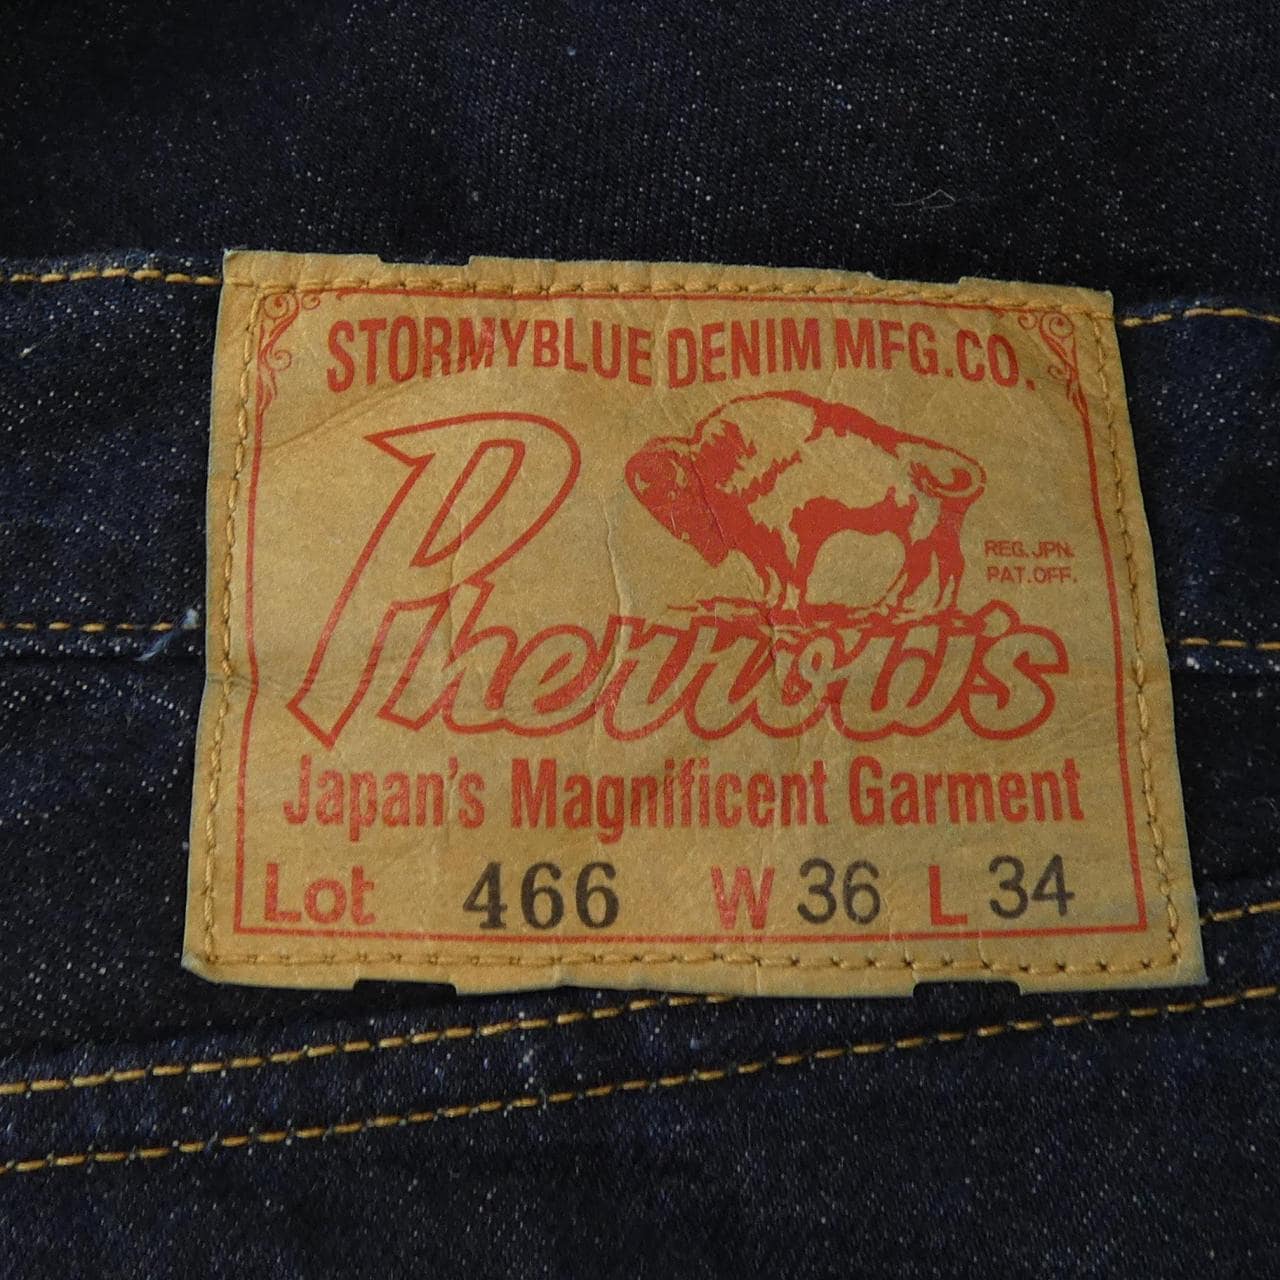 STORMYBLUE DENIM MFG.CO.
Pherrow's
REG. JPN.
PAT.OFF.
Japan's Magnificent Garment
Lot 466 W 36 L 34